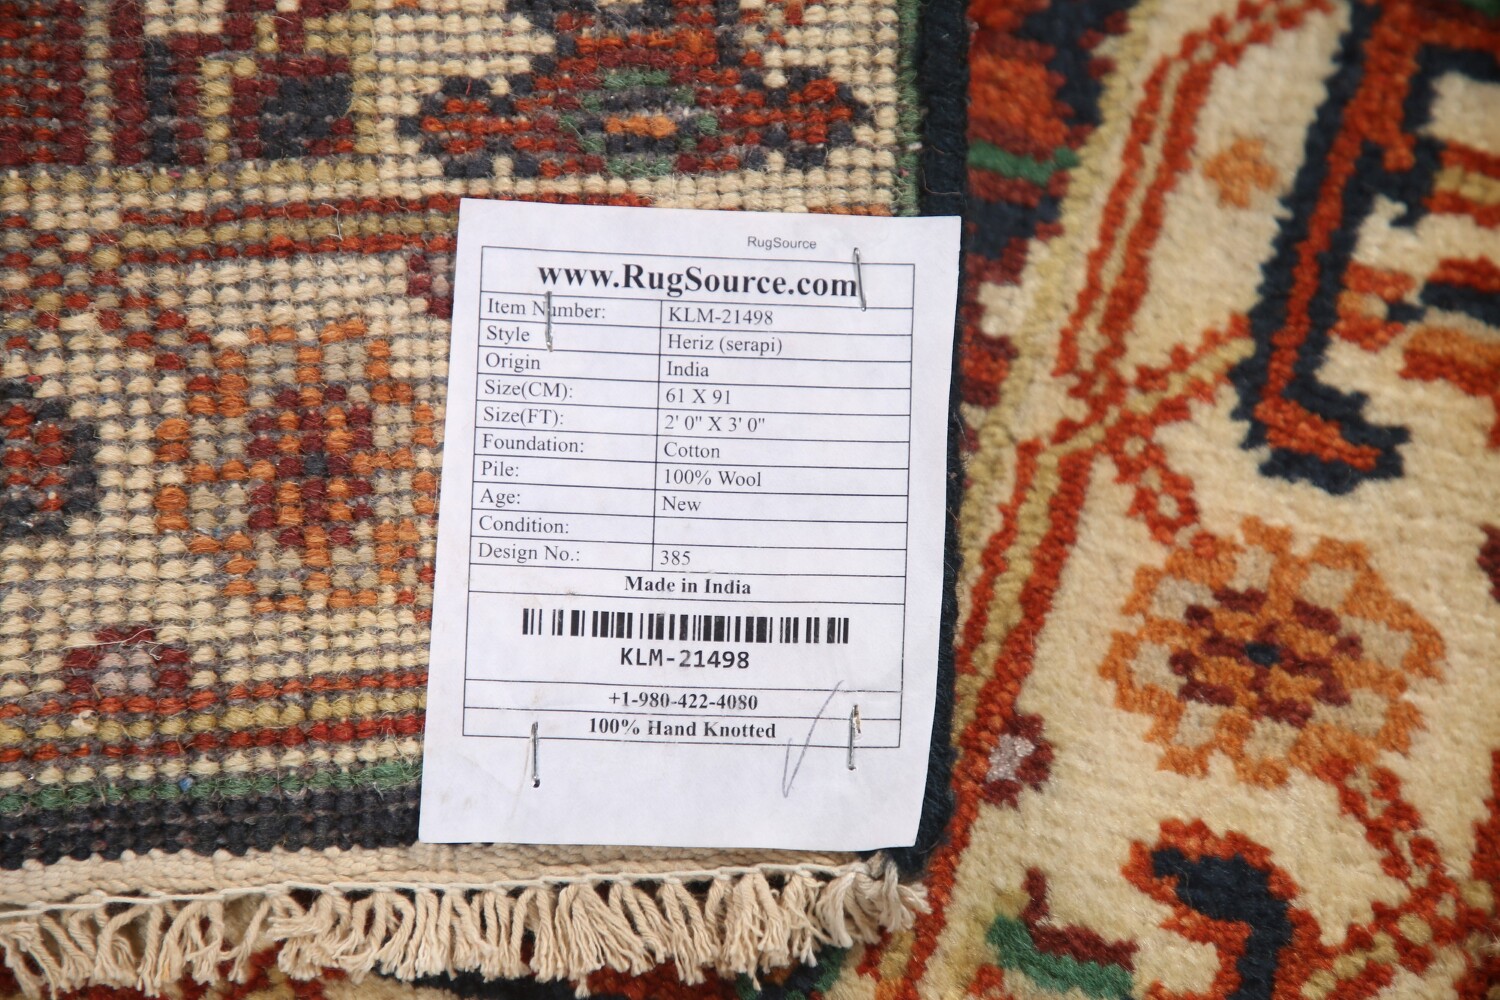 RugSource
www.RugSource.com
Item Number: KLM-21498
Style Heriz (serapi)
Origin India
Size(CM): 61 X 91
Size(FT): 2' 0" X 3' 0"
Foundation: Cotton
Pile: 100% Wool
Age: New
Condition:
Design No.: 385
Made in India
KLM-21498
+1-980-422-4080
100% Hand Knotted